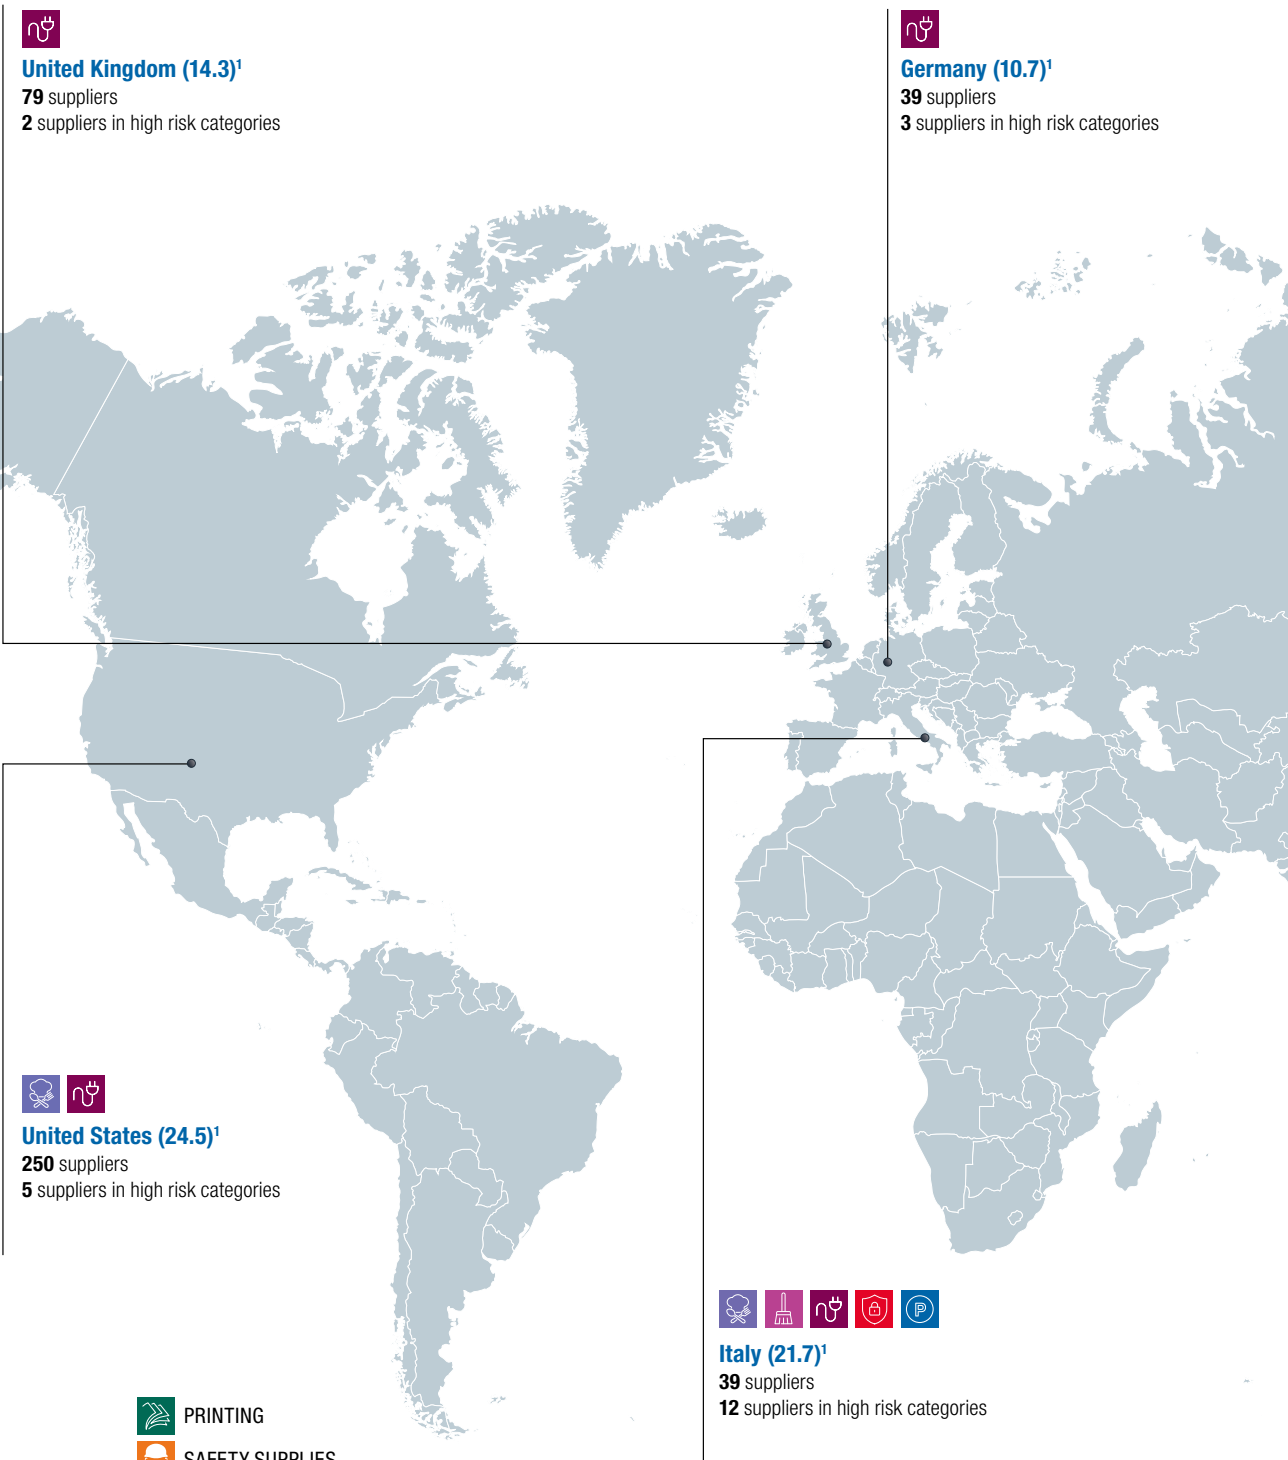 United Kingdom (14.3)¹
79 suppliers
2 suppliers in high risk categories
Germany (10.7)¹
39 suppliers
3 suppliers in high risk categories
United States (24.5)¹
250 suppliers
5 suppliers in high risk categories
P
Italy (21.7)¹
39 suppliers
12 suppliers in high risk categories
PRINTING
SAFETY SUPPLIES